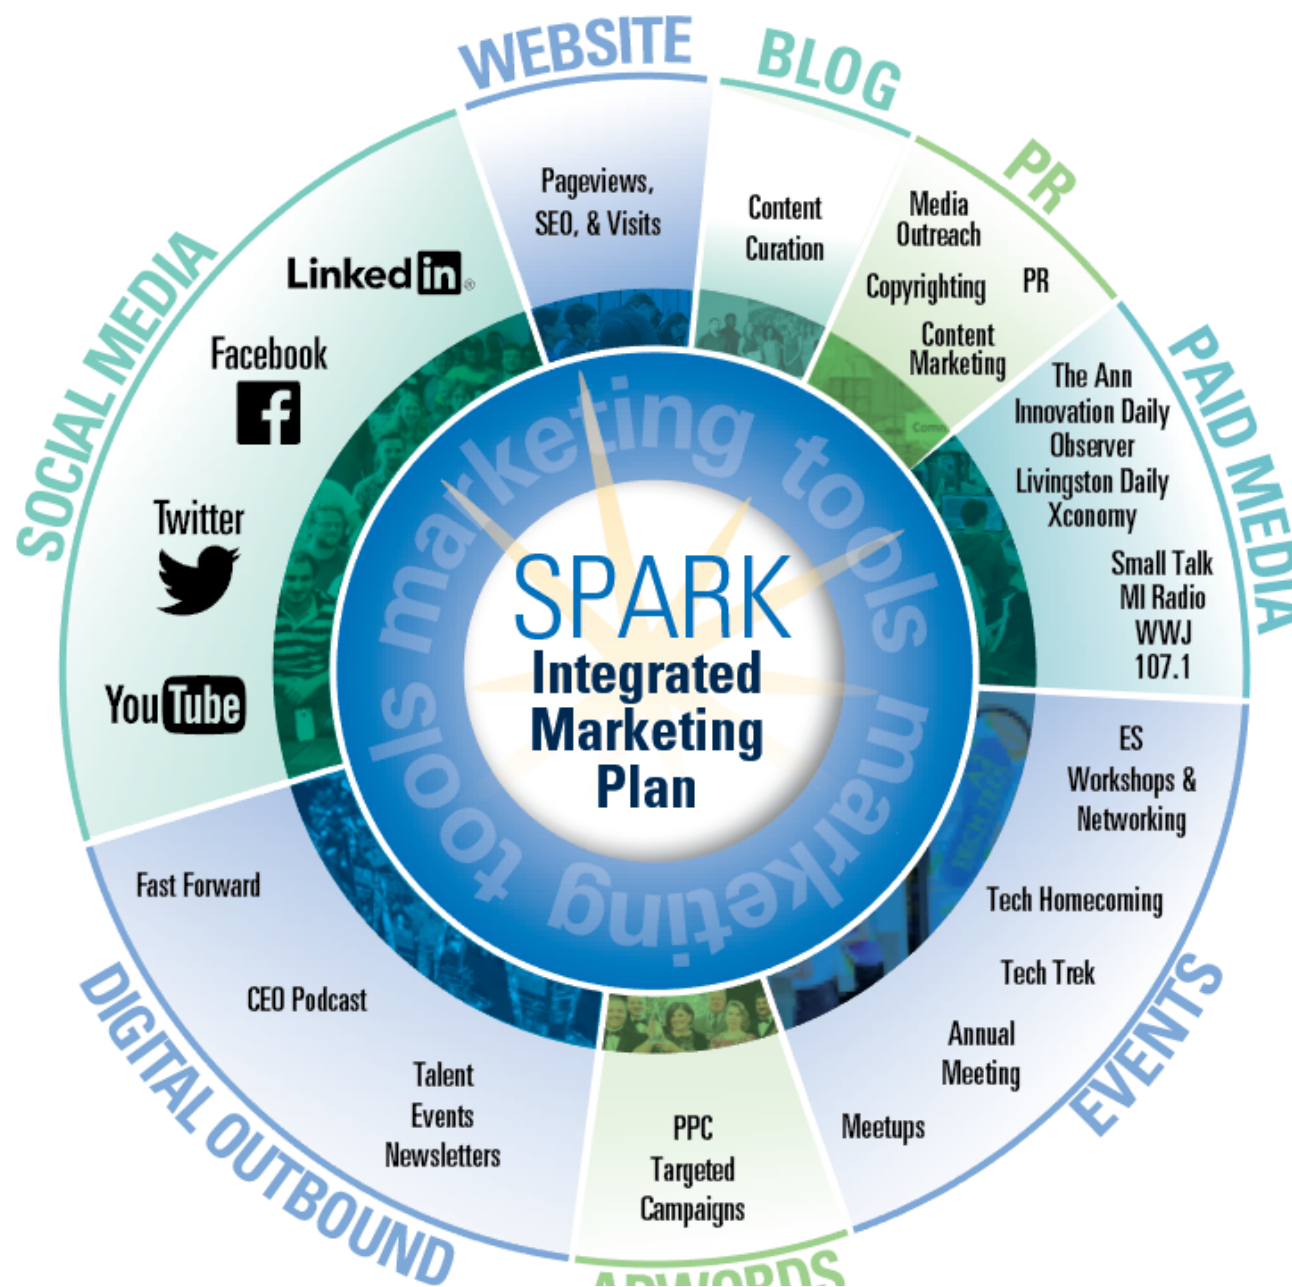 WEBSITE
Pageviews,
SEO, & Visits
BLOG
Content
Curation
PR
Media
Outreach
Copyrighting
PR
Content
Marketing
PAID MEDIA
The Ann
Innovation Daily
Observer
Livingston Daily
Xconomy
Small Talk
MI Radio
WWJ
107.1
EVENTS
ES
Workshops &
Networking
Tech Homecoming
Tech Trek
Annual
Meeting
Meetups
ADWORDS
PPC
Targeted
Campaigns
DIGITAL OUTBOUND
Fast Forward
CEO Podcast
Talent
Events
Newsletters
SOCIAL MEDIA
LinkedIn®
Facebook
f
Twitter
YouTube
marketing tools marketing tools
SPARK
Integrated
Marketing
Plan